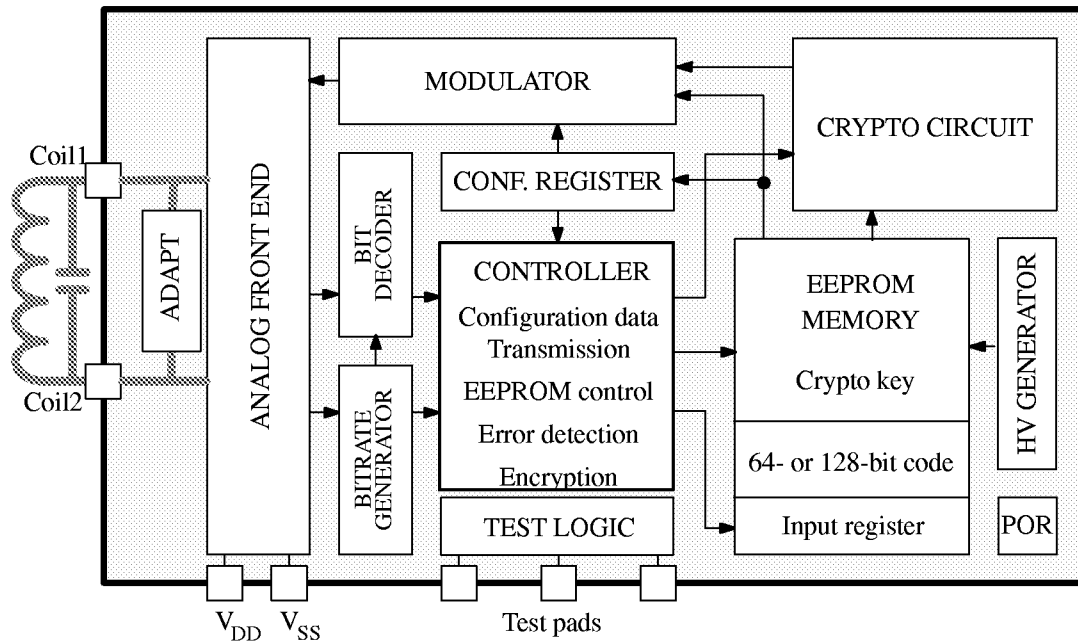 MODULATOR
CRYPTO CIRCUIT
Coil1
CONF. REGISTER
ADAPT
ANALOG FRONT END
BIT
DECODER
CONTROLLER
Configuration data
Transmission
EEPROM control
Error detection
Encryption
EEPROM
MEMORY
Crypto key
HV GENERATOR
Coil2
BITRATE
GENERATOR
64- or 128-bit code
TEST LOGIC
Input register
POR
VDD
VSS
Test pads